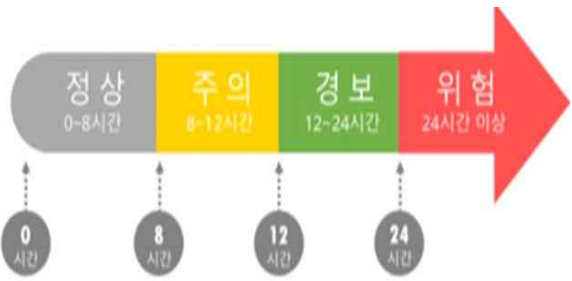 정상 주의 경보 위험
0~8시간 8~12시간 12~24시간 24시간 이상
0 8 12 24
시간 시간 시간 시간